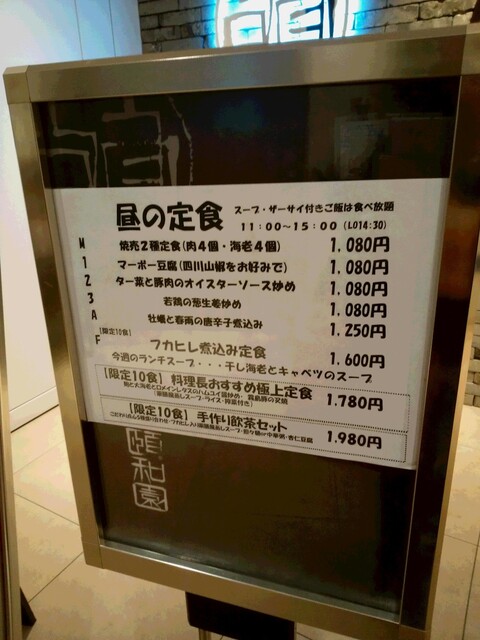 昼の定食
スープ・ザーサイ付きご飯は食べ放題
11:00〜15:00 (LO14:30)
M 焼売2種定食(肉4個・海老4個) 1.080円
1 マーボー豆腐(四川山椒をお好みで) 1.080円
2 ター菜と豚肉のオイスターソース炒め 1.080円
3 若鶏の葱生姜炒め 1.080円
A 牡蠣と春雨の唐辛子煮込み 1.250円
F [限定10食] フカヒレ煮込み定食 1.600円
今週のランチスープ・・・干し海老とキャベツのスープ
【限定10食】 料理長おすすめ極上定食 1.780円
【限定10食】 手作り飲茶セット 1.980円
頤和園